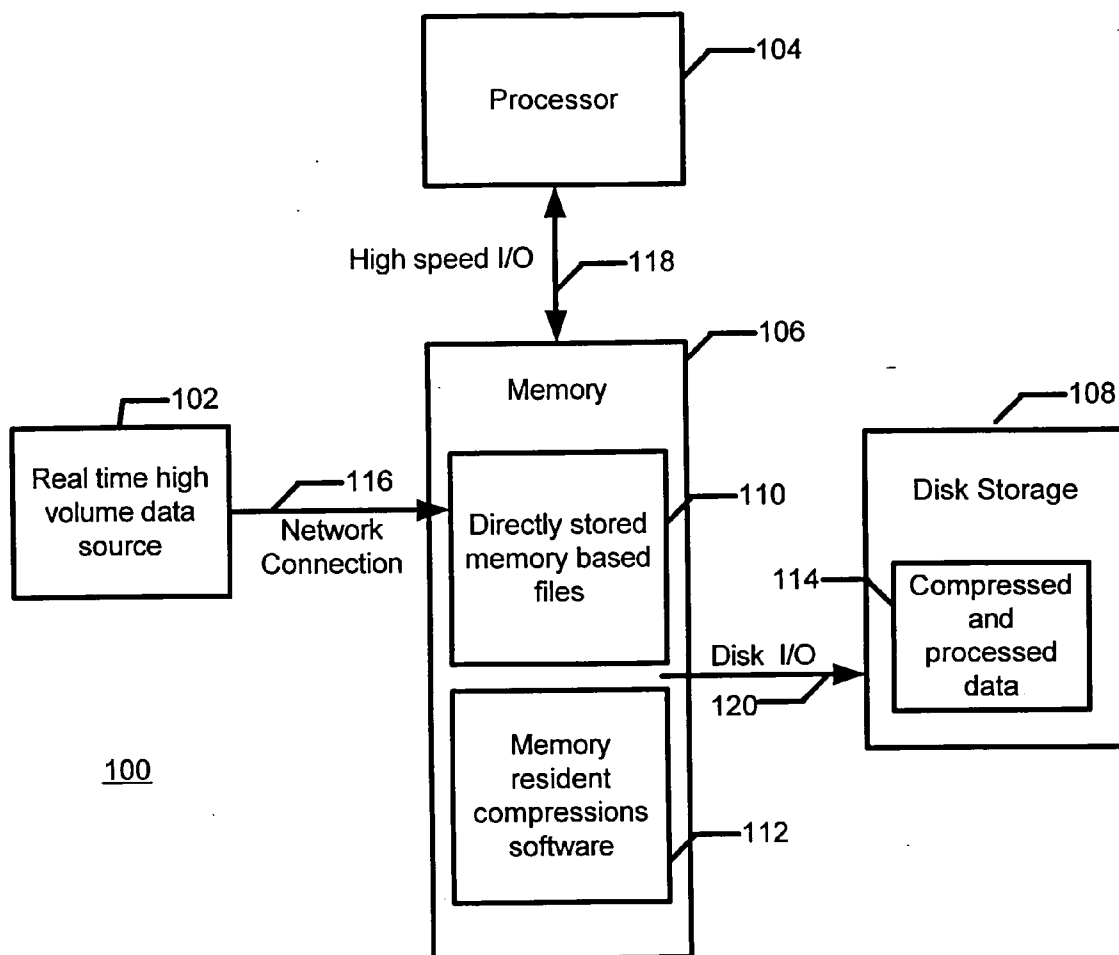 104
Processor
High speed I/O
118
106
Memory
102
108
Real time high
volume data
source
116
Network
Connection
110
Directly stored
memory based
files
Disk Storage
114
Compressed
and
processed
data
Disk I/O
120
100
Memory
resident
compressions
software
112